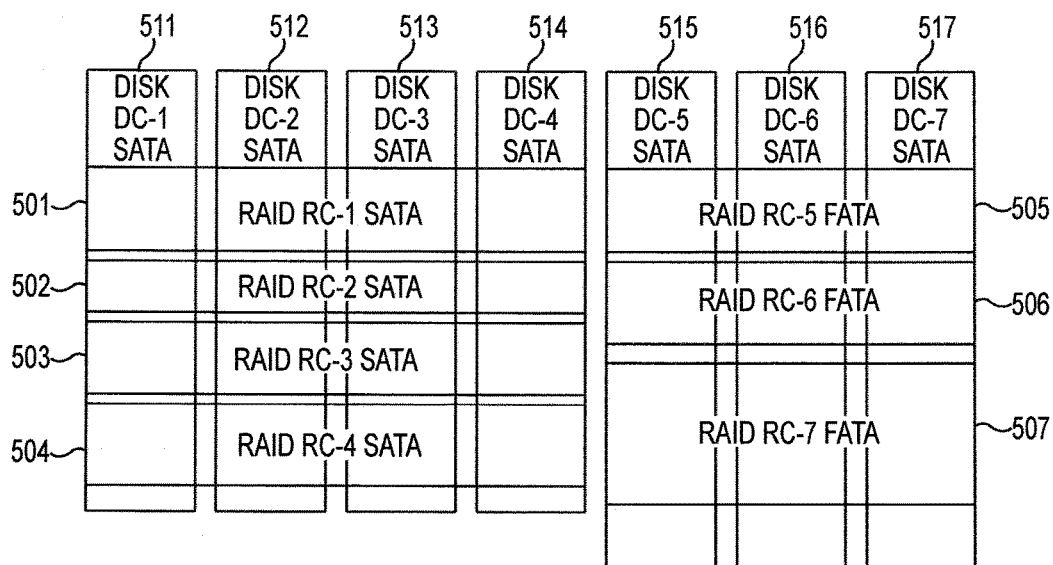 511 512 513 514 515 516 517
DISK DC-1 SATA
DISK DC-2 SATA
DISK DC-3 SATA
DISK DC-4 SATA
DISK DC-5 SATA
DISK DC-6 SATA
DISK DC-7 SATA
501 RAID RC-1 SATA
RAID RC-5 FATA 505
502 RAID RC-2 SATA
RAID RC-6 FATA 506
503 RAID RC-3 SATA
504 RAID RC-4 SATA
RAID RC-7 FATA 507